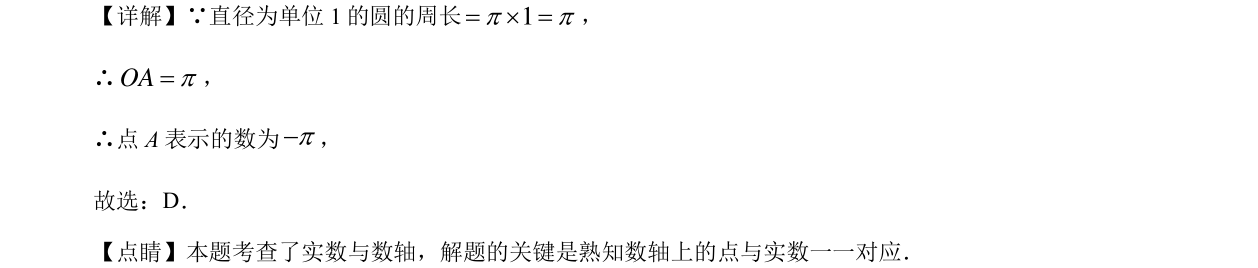 【详解】∵直径为单位 1 的圆的周长=π×1=π，
∴OA=π，
∴点 A 表示的数为−π，
故选：D．
【点睛】本题考查了实数与数轴，解题的关键是熟知数轴上的点与实数一一对应．